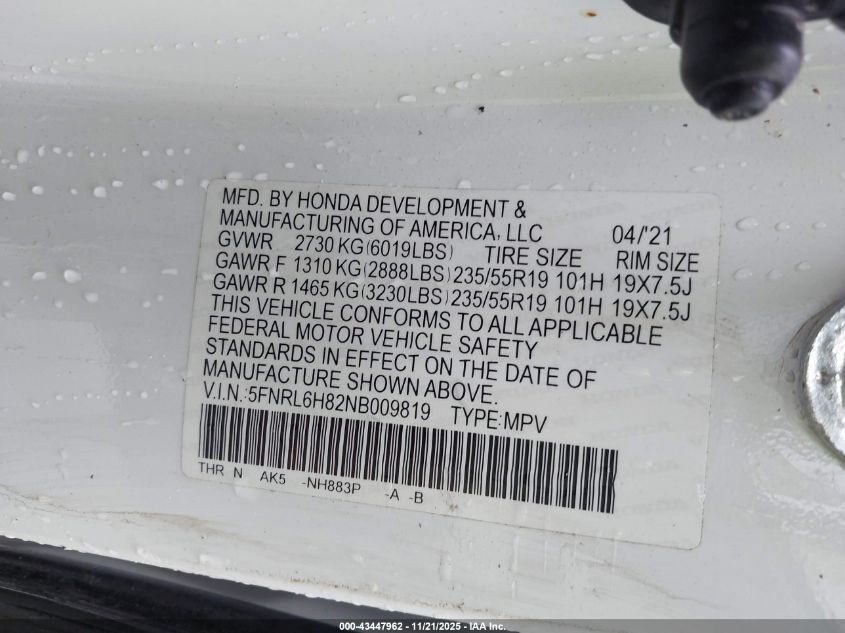 MFD. BY HONDA DEVELOPMENT &
MANUFACTURING OF AMERICA, LLC 04/'21
GVWR 2730 KG(6019LBS) TIRE SIZE RIM SIZE
GAWR F 1310 KG(2888LBS) 235/55R19 101H 19X7.5J
GAWR R 1465 KG(3230LBS) 235/55R19 101H 19X7.5J
THIS VEHICLE CONFORMS TO ALL APPLICABLE
FEDERAL MOTOR VEHICLE SAFETY
STANDARDS IN EFFECT ON THE DATE OF
MANUFACTURE SHOWN ABOVE.
V.I.N.:5FNRL6H82NB009819 TYPE:MPV
THR N AK5 -NH883P -A -B
000-43447962 - 11/21/2025 - IAA Inc.